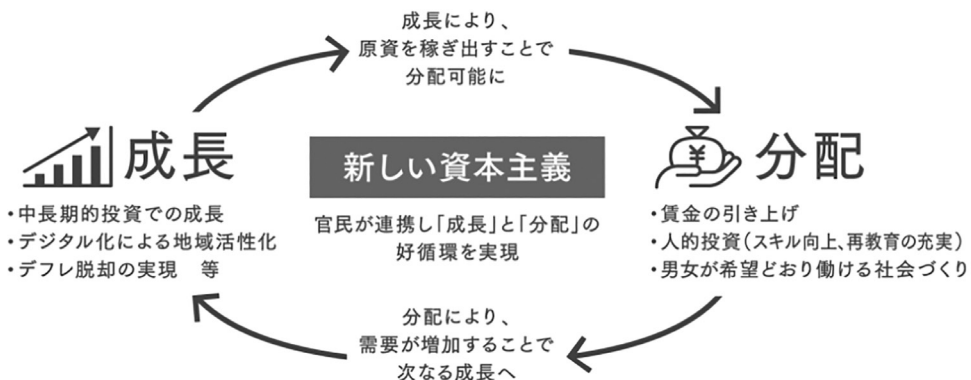 成長により、
原資を稼ぎ出すことで
分配可能に
成長
・中長期的投資での成長
・デジタル化による地域活性化
・デフレ脱却の実現　等
新しい資本主義
官民が連携し「成長」と「分配」の
好循環を実現
¥
分配
・賃金の引き上げ
・人的投資（スキル向上、再教育の充実）
・男女が希望どおり働ける社会づくり
分配により、
需要が増加することで
次なる成長へ